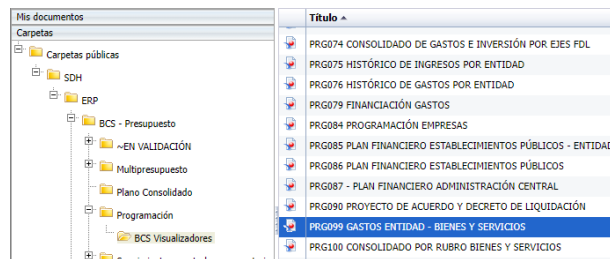 Mis documentos
Carpetas
Carpetas públicas
SDH
ERP
BCS - Presupuesto
~EN VALIDACIÓN
Multipresupuesto
Plano Consolidado
Programación
BCS Visualizadores
Título
PRG074 CONSOLIDADO DE GASTOS E INVERSIÓN POR EJES FDL
PRG075 HISTÓRICO DE INGRESOS POR ENTIDAD
PRG076 HISTÓRICO DE GASTOS POR ENTIDAD
PRG079 FINANCIACIÓN GASTOS
PRG084 PROGRAMACIÓN EMPRESAS
PRG085 PLAN FINANCIERO ESTABLECIMIENTOS PÚBLICOS - ENTIDAD
PRG086 PLAN FINANCIERO ESTABLECIMIENTOS PÚBLICOS
PRG087 - PLAN FINANCIERO ADMINISTRACIÓN CENTRAL
PRG090 PROYECTO DE ACUERDO Y DECRETO DE LIQUIDACIÓN
PRG099 GASTOS ENTIDAD - BIENES Y SERVICIOS
PRG100 CONSOLIDADO POR RUBRO BIENES Y SERVICIOS